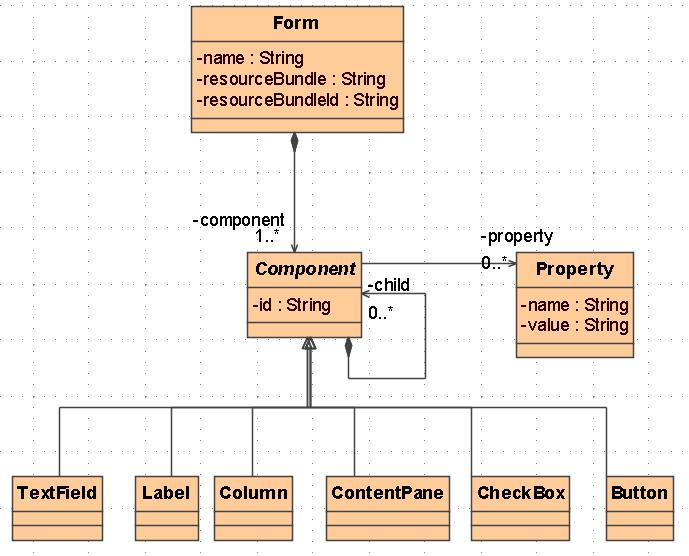 Form
-name : String
-resourceBundle : String
-resourceBundleId : String
-component
1..*
-property
0..*
Component
-id : String
-child
0..*
Property
-name : String
-value : String
TextField
Label
Column
ContentPane
CheckBox
Button